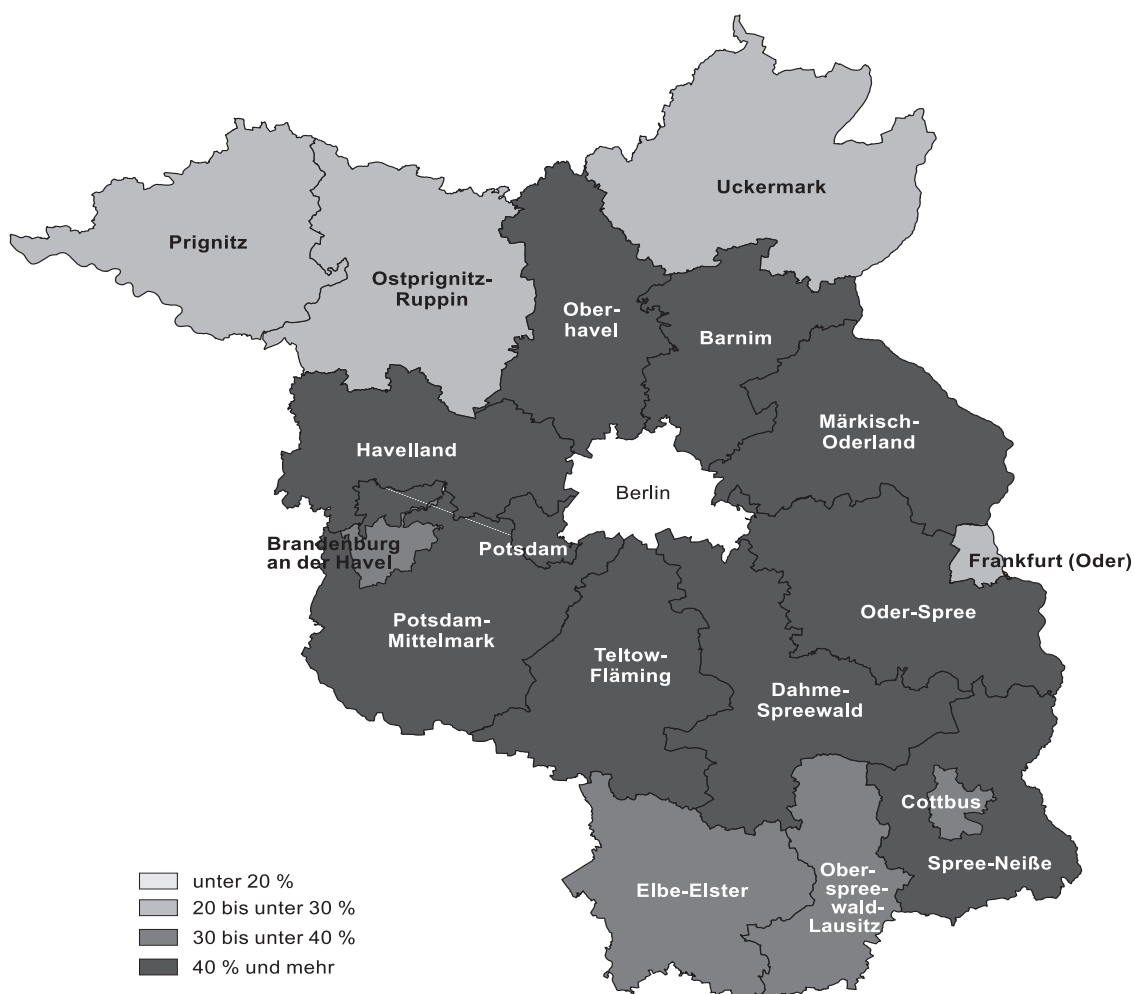 Uckermark
Prignitz
Ostprignitz-
Ruppin
Ober-
havel
Barnim
Märkisch-
Oderland
Havelland
Berlin
Brandenburg
an der Havel
Potsdam
Frankfurt (Oder)
Oder-Spree
Potsdam-
Mittelmark
Teltow-
Fläming
Dahme-
Spreewald
Cottbus
Spree-Neiße
Elbe-Elster
Ober-
spree-
wald-
Lausitz
unter 20 %
20 bis unter 30 %
30 bis unter 40 %
40 % und mehr